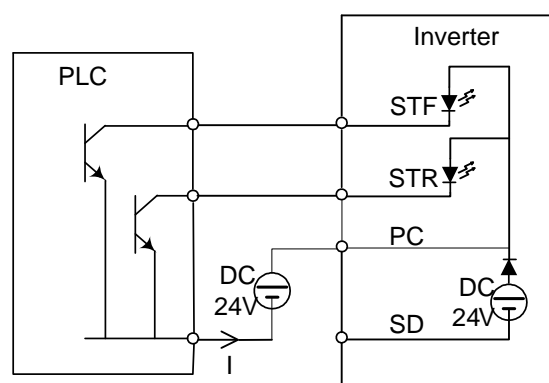 Inverter
PLC
STF
STR
PC
DC
24V
DC
24V
SD
I